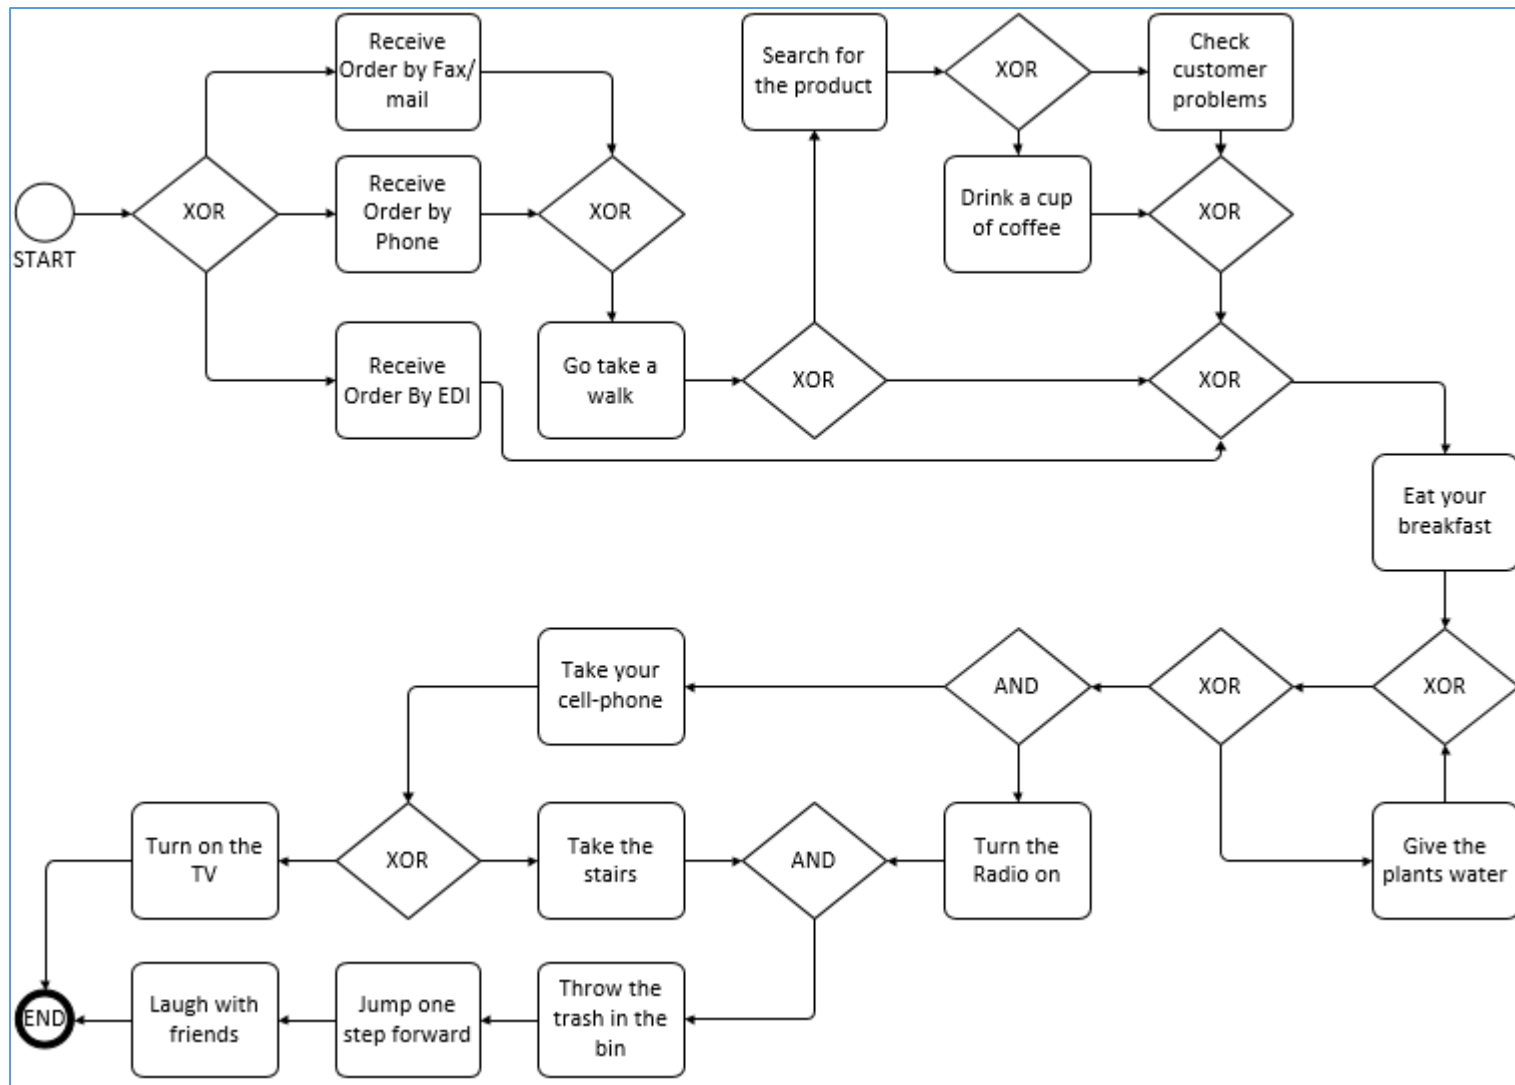 Receive
Order by Fax/
mail
Search for
the product
XOR
Check
customer
problems
START
XOR
Receive
Order by
Phone
XOR
Drink a cup
of coffee
XOR
Receive
Order By EDI
Go take a
walk
XOR
XOR
Eat your
breakfast
Take your
cell-phone
AND
XOR
XOR
Turn on the
TV
XOR
Take the
stairs
AND
Turn the
Radio on
Give the
plants water
END
Laugh with
friends
Jump one
step forward
Throw the
trash in the
bin